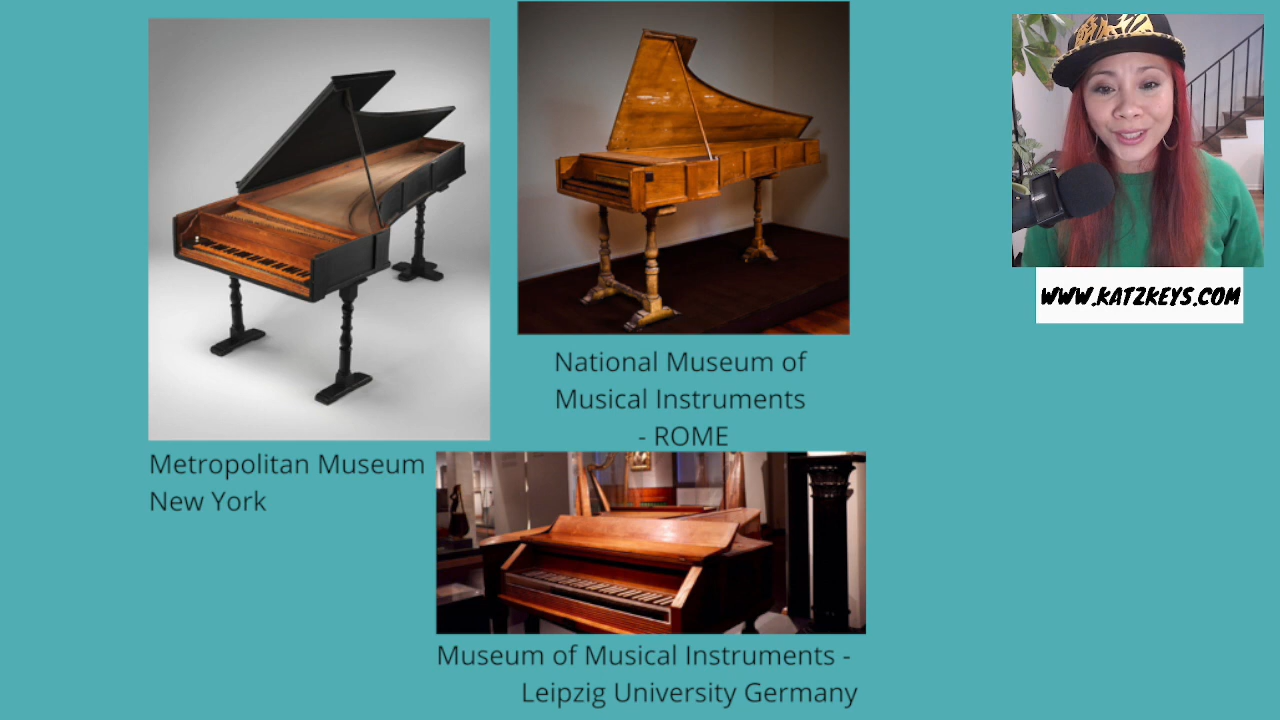 National Museum of
Musical Instruments
- ROME
Metropolitan Museum
New York
Museum of Musical Instruments -
Leipzig University Germany
WWW.KATZKEYS.COM